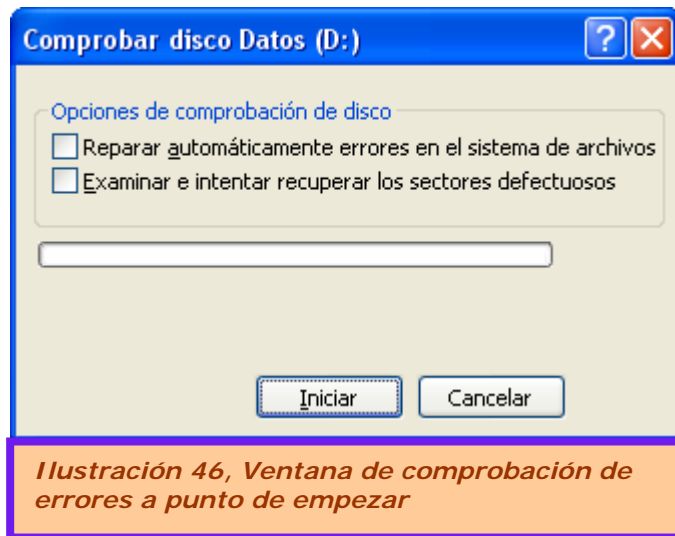 Comprobar disco Datos (D:)
Opciones de comprobación de disco
Reparar automáticamente errores en el sistema de archivos
Examinar e intentar recuperar los sectores defectuosos
Iniciar
Cancelar
Ilustración 46, Ventana de comprobación de
errores a punto de empezar